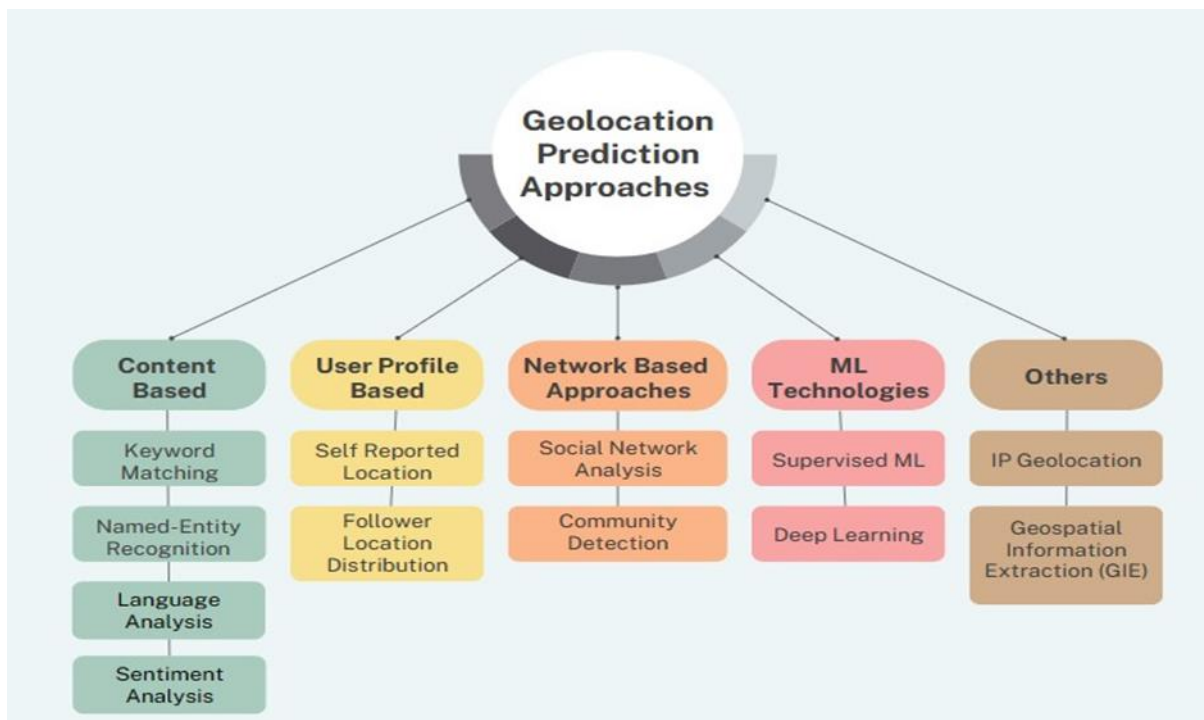 Geolocation
Prediction
Approaches
Content
Based
Keyword
Matching
Named-Entity
Recognition
Language
Analysis
Sentiment
Analysis
User Profile
Based
Self Reported
Location
Follower
Location
Distribution
Network Based
Approaches
Social Network
Analysis
Community
Detection
ML
Technologies
Supervised ML
Deep Learning
Others
IP Geolocation
Geospatial
Information
Extraction (GIE)